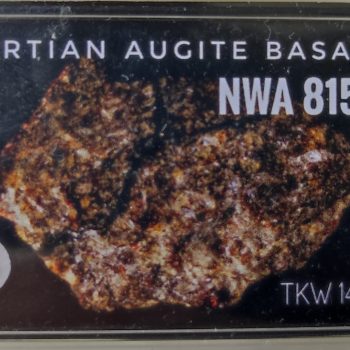 RTIAN AUGITE BASA
NWA 815
TKW 14